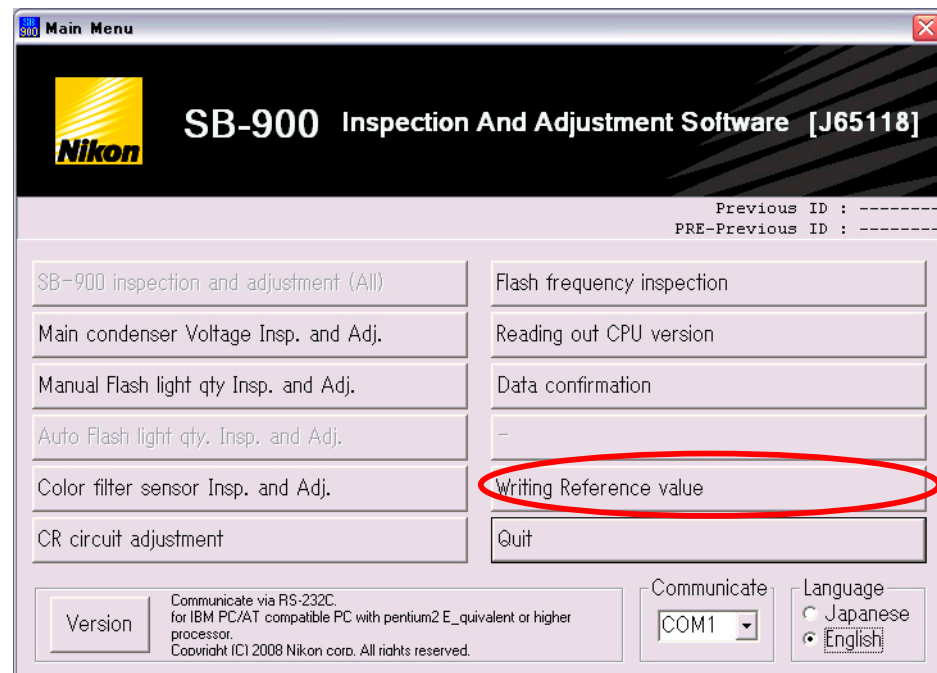 SB
900 Main Menu
Nikon
SB-900 Inspection And Adjustment Software [J65118]
Previous ID : -------
PRE-Previous ID : -------
SB-900 inspection and adjustment (All)
Flash frequency inspection
Main condenser Voltage Insp. and Adj.
Reading out CPU version
Manual Flash light qty Insp. and Adj.
Data confirmation
Auto Flash light qty. Insp. and Adj.
-
Color filter sensor Insp. and Adj.
Writing Reference value
CR circuit adjustment
Quit
Version
Communicate via RS-232C.
for IBM PC/AT compatible PC with pentium2 E_quivalent or higher
processor.
Copyright (C) 2008 Nikon corp. All rights reserved.
Communicate
COM1
Language
Japanese
English